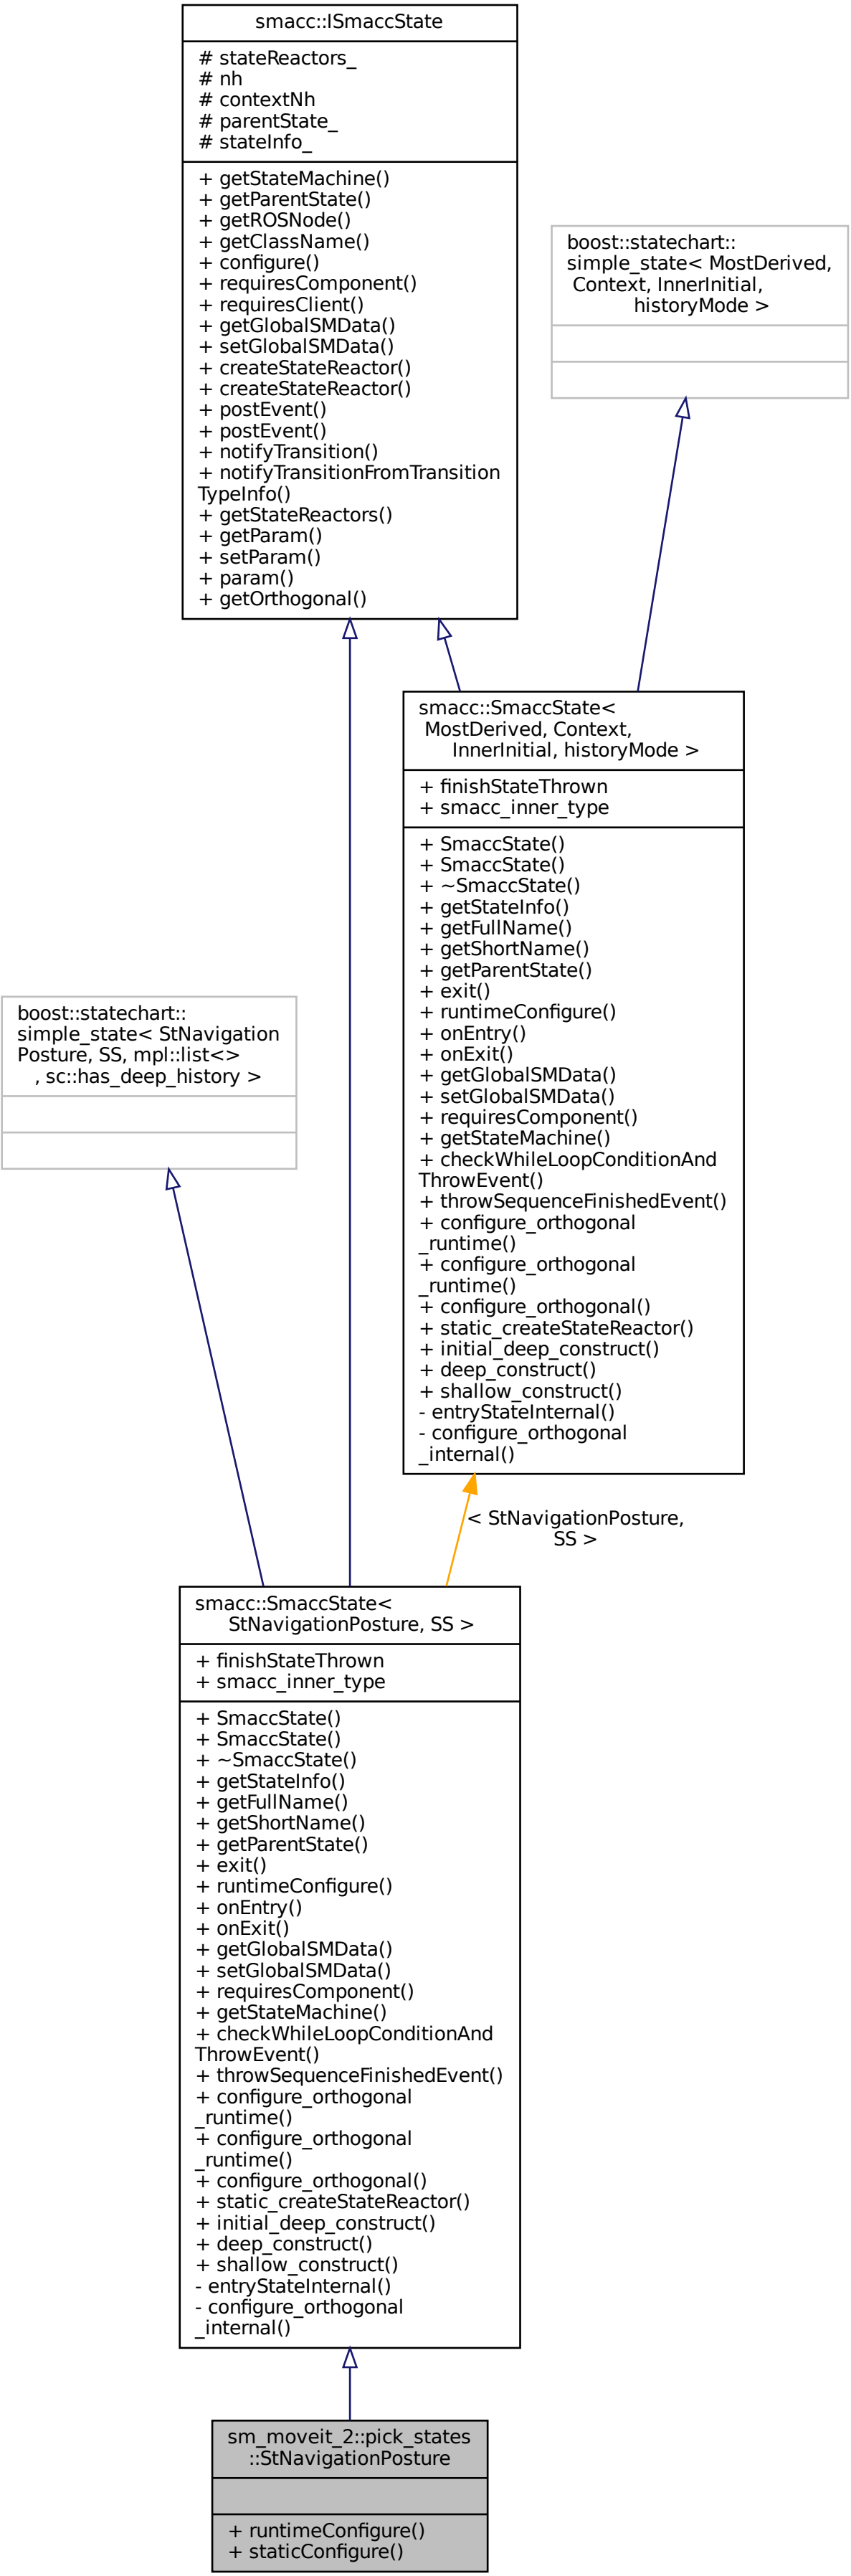 smacc::ISmaccState
# stateReactors_
# nh
# contextNh
# parentState_
# stateInfo_
+ getStateMachine()
+ getParentState()
+ getROSNode()
+ getClassName()
+ configure()
+ requiresComponent()
+ requiresClient()
+ getGlobalSMData()
+ setGlobalSMData()
+ createStateReactor()
+ createStateReactor()
+ postEvent()
+ postEvent()
+ notifyTransition()
+ notifyTransitionFromTransition
TypeInfo()
+ getStateReactors()
+ getParam()
+ setParam()
+ param()
+ getOrthogonal()
boost::statechart::
simple_state< MostDerived,
Context, InnerInitial,
historyMode >
smacc::SmaccState<
MostDerived, Context,
InnerInitial, historyMode >
+ finishStateThrown
+ smacc_inner_type
+ SmaccState()
+ SmaccState()
+ ~SmaccState()
+ getStateInfo()
+ getFullName()
+ getShortName()
+ getParentState()
+ exit()
+ runtimeConfigure()
+ onEntry()
+ onExit()
+ getGlobalSMData()
+ setGlobalSMData()
+ requiresComponent()
+ getStateMachine()
+ checkWhileLoopConditionAnd
ThrowEvent()
+ throwSequenceFinishedEvent()
+ configure_orthogonal
_runtime()
+ configure_orthogonal
_runtime()
+ configure_orthogonal()
+ static_createStateReactor()
+ initial_deep_construct()
+ deep_construct()
+ shallow_construct()
- entryStateInternal()
- configure_orthogonal
_internal()
boost::statechart::
simple_state< StNavigation
Posture, SS, mpl::list<>
, sc::has_deep_history >
< StNavigationPosture,
SS >
smacc::SmaccState<
StNavigationPosture, SS >
+ finishStateThrown
+ smacc_inner_type
+ SmaccState()
+ SmaccState()
+ ~SmaccState()
+ getStateInfo()
+ getFullName()
+ getShortName()
+ getParentState()
+ exit()
+ runtimeConfigure()
+ onEntry()
+ onExit()
+ getGlobalSMData()
+ setGlobalSMData()
+ requiresComponent()
+ getStateMachine()
+ checkWhileLoopConditionAnd
ThrowEvent()
+ throwSequenceFinishedEvent()
+ configure_orthogonal
_runtime()
+ configure_orthogonal
_runtime()
+ configure_orthogonal()
+ static_createStateReactor()
+ initial_deep_construct()
+ deep_construct()
+ shallow_construct()
- entryStateInternal()
- configure_orthogonal
_internal()
sm_moveit_2::pick_states
::StNavigationPosture
+ runtimeConfigure()
+ staticConfigure()